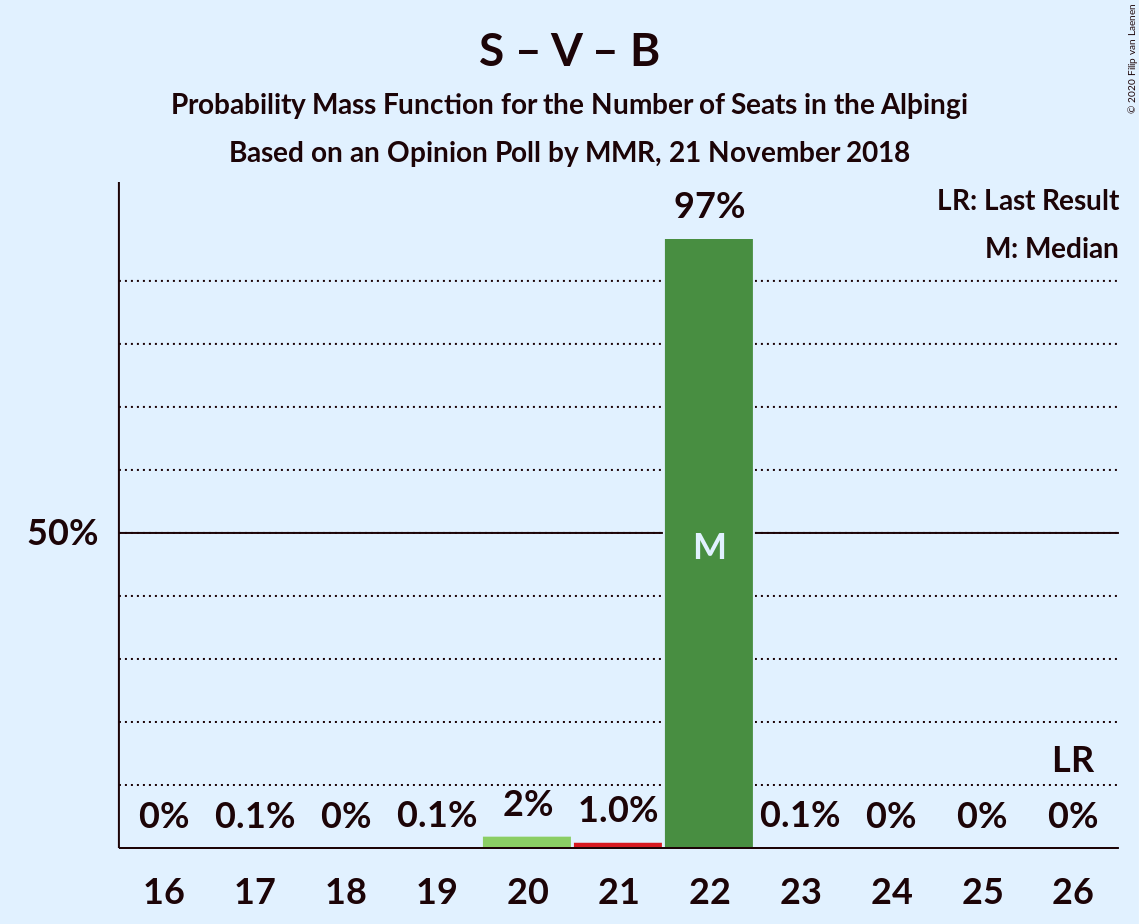 S – V – B
Probability Mass Function for the Number of Seats in the Alþingi
Based on an Opinion Poll by MMR, 21 November 2018
© 2020 Filip van Laenen
LR: Last Result
M: Median
97%
50%
M
LR
0% 0.1% 0% 0.1% 2% 1.0% 0.1% 0% 0% 0%
16 17 18 19 20 21 22 23 24 25 26